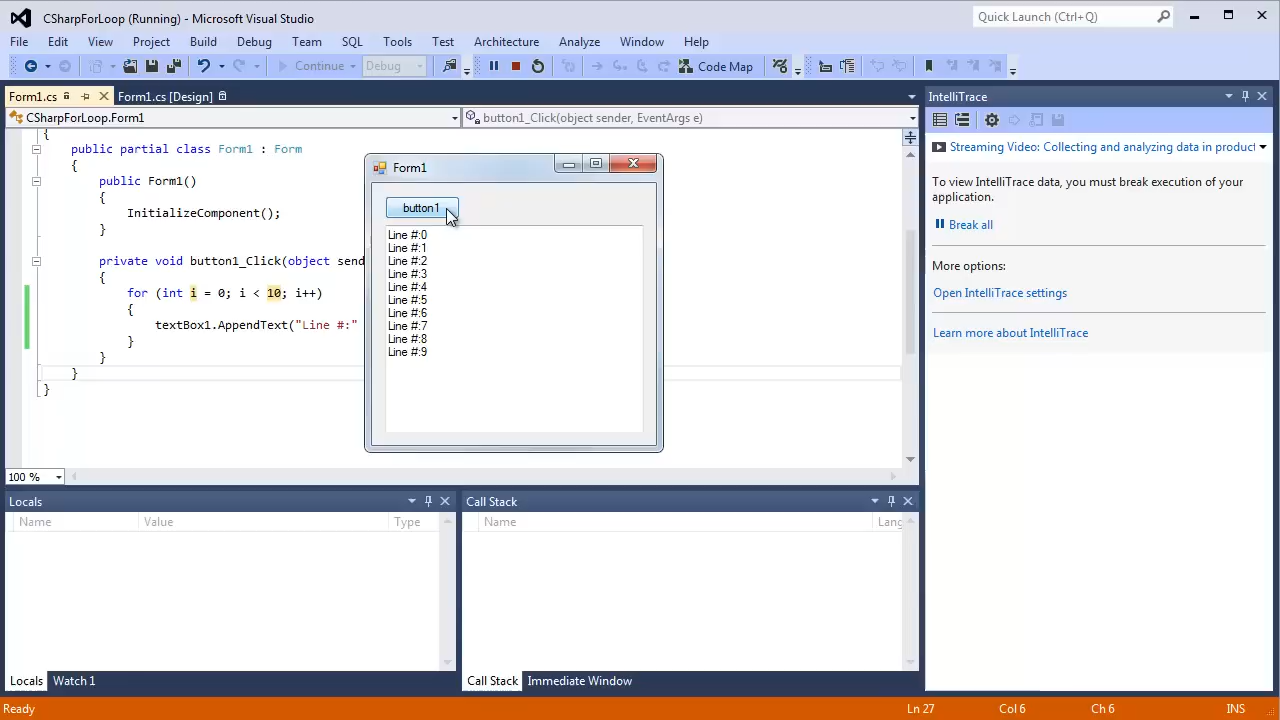 CSharpForLoop (Running) - Microsoft Visual Studio
Quick Launch (Ctrl+Q)
File Edit View Project Build Debug Team SQL Tools Test Architecture Analyze Window Help
Continue Debug Code Map
Form1.cs Form1.cs [Design]
CSharpForLoop.Form1 button1_Click(object sender, EventArgs e)
{
public partial class Form1 : Form
{
public Form1()
{
InitializeComponent();
}
private void button1_Click(object send
{
for (int i = 0; i < 10; i++)
{
textBox1.AppendText("Line #:"
}
}
}
}
100 %
Form1
button1
Line #:0
Line #:1
Line #:2
Line #:3
Line #:4
Line #:5
Line #:6
Line #:7
Line #:8
Line #:9
IntelliTrace
Streaming Video: Collecting and analyzing data in product
To view IntelliTrace data, you must break execution of your
application.
Break all
More options:
Open IntelliTrace settings
Learn more about IntelliTrace
Locals
Name Value Type
Locals Watch 1
Call Stack
Name Lang
Call Stack Immediate Window
Ready Ln 27 Col 6 Ch 6 INS